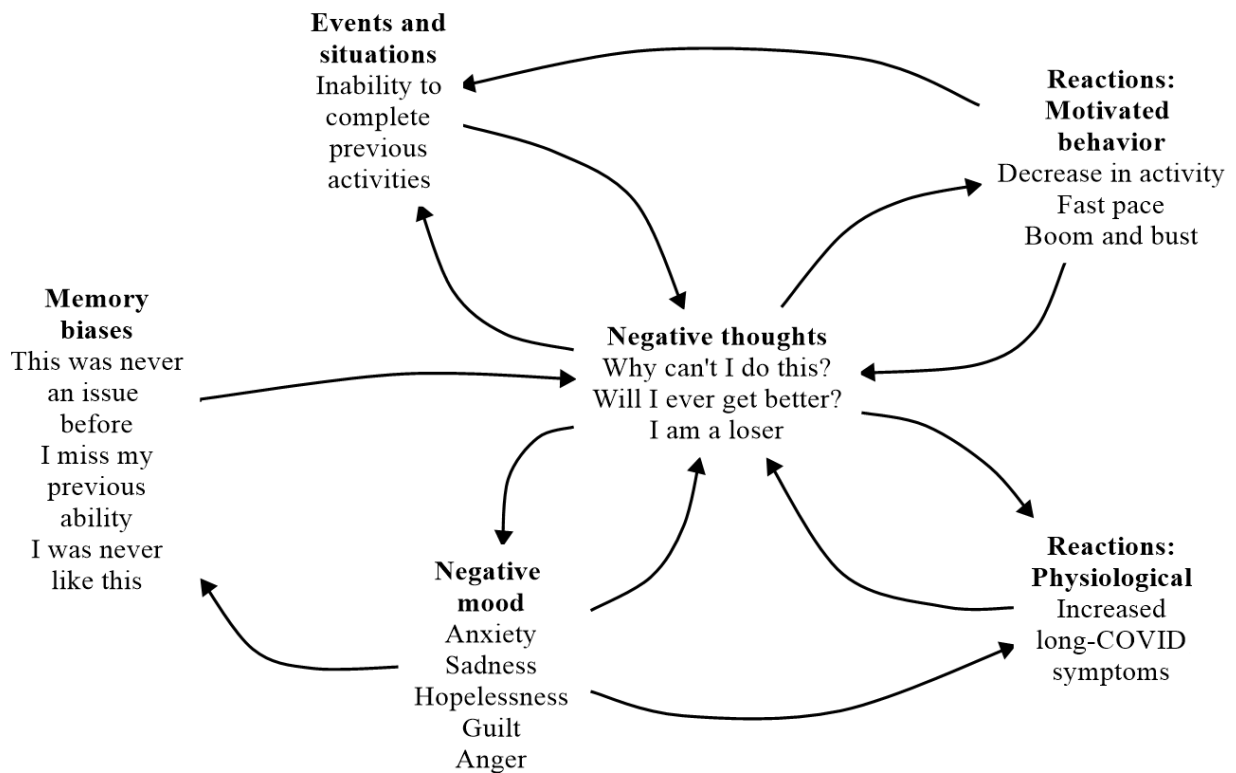 Events and
situations
Inability to
complete
previous
activities
Reactions:
Motivated
behavior
Decrease in activity
Fast pace
Boom and bust
Memory
biases
This was never
an issue
before
I miss my
previous
ability
I was never
like this
Negative thoughts
Why can't I do this?
Will I ever get better?
I am a loser
Negative
mood
Anxiety
Sadness
Hopelessness
Guilt
Anger
Reactions:
Physiological
Increased
long-COVID
symptoms